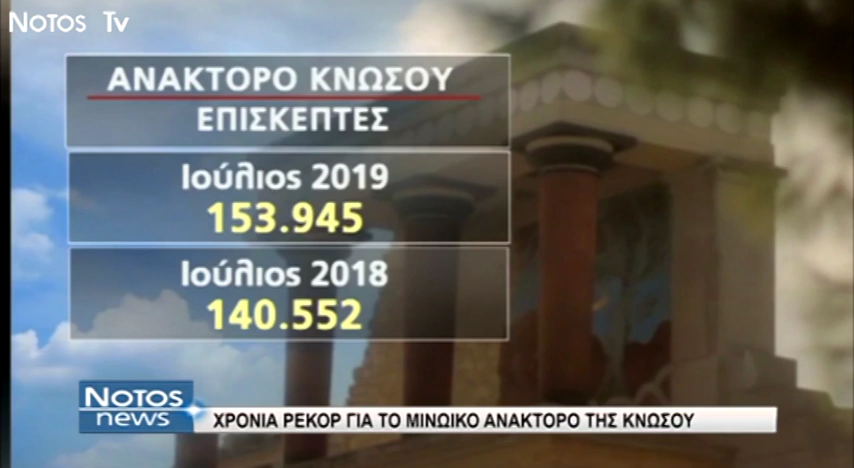 NOTOS TV
ΑΝΑΚΤΟΡΟ ΚΝΩΣΟΥ
ΕΠΙΣΚΕΠΤΕΣ
Ιούλιος 2019
153.945
Ιούλιος 2018
140.552
NOTOS
news
ΧΡΟΝΙΑ ΡΕΚΟΡ ΓΙΑ ΤΟ ΜΙΝΩΙΚΟ ΑΝΑΚΤΟΡΟ ΤΗΣ ΚΝΩΣΟΥ